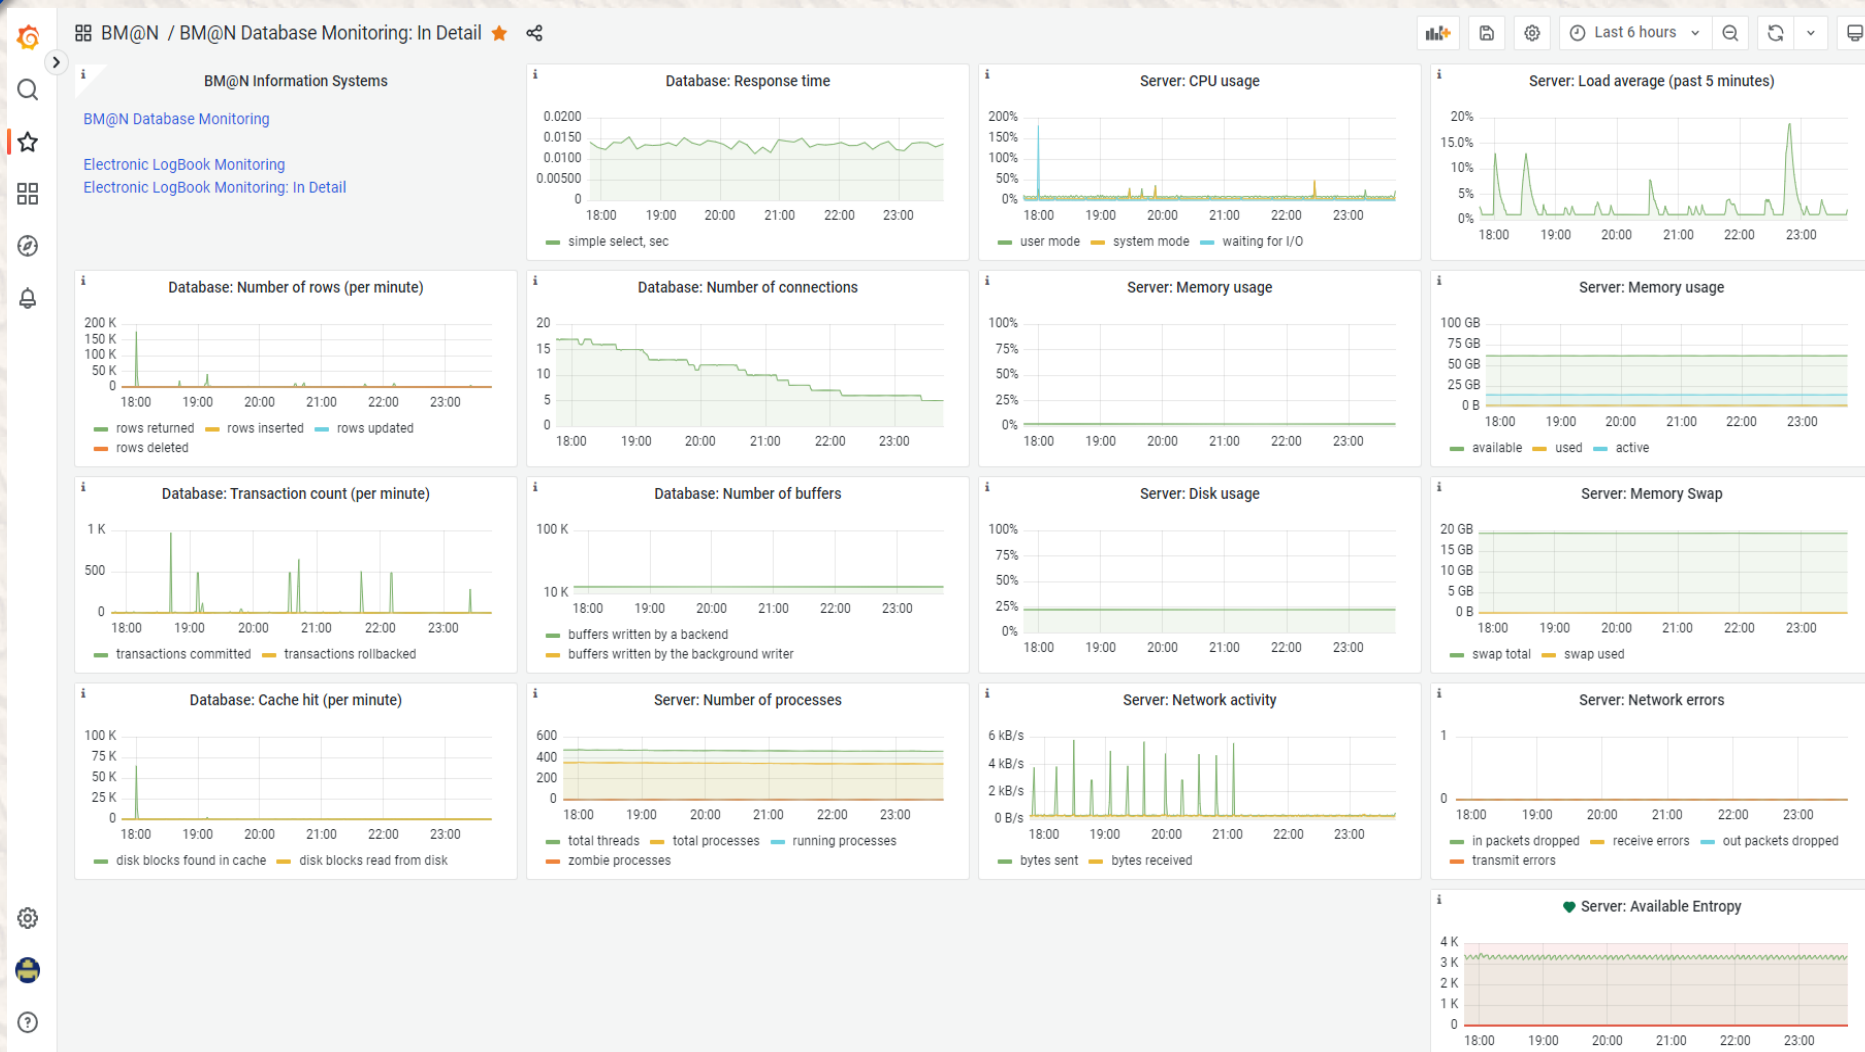 BM@N / BM@N Database Monitoring: In Detail
Last 6 hours
BM@N Information Systems
BM@N Database Monitoring
Electronic LogBook Monitoring
Electronic LogBook Monitoring: In Detail
Database: Response time
0.0200
0.0150
0.0100
0.00500
0
18:00 19:00 20:00 21:00 22:00 23:00
simple select, sec
Server: CPU usage
200%
150%
100%
50%
0%
18:00 19:00 20:00 21:00 22:00 23:00
user mode system mode waiting for I/O
Server: Load average (past 5 minutes)
20%
15.0%
10%
5%
0%
18:00 19:00 20:00 21:00 22:00 23:00
Database: Number of rows (per minute)
200 K
150 K
100 K
50 K
0
18:00 19:00 20:00 21:00 22:00 23:00
rows returned rows inserted rows updated
rows deleted
Database: Number of connections
20
15
10
5
0
18:00 19:00 20:00 21:00 22:00 23:00
Server: Memory usage
100%
75%
50%
25%
0%
18:00 19:00 20:00 21:00 22:00 23:00
Server: Memory usage
100 GB
75 GB
50 GB
25 GB
0 B
18:00 19:00 20:00 21:00 22:00 23:00
available used active
Database: Transaction count (per minute)
1 K
500
0
18:00 19:00 20:00 21:00 22:00 23:00
transactions committed transactions rollbacked
Database: Number of buffers
100 K
10 K
18:00 19:00 20:00 21:00 22:00 23:00
buffers written by a backend
buffers written by the background writer
Server: Disk usage
100%
75%
50%
25%
0%
18:00 19:00 20:00 21:00 22:00 23:00
Server: Memory Swap
20 GB
15 GB
10 GB
5 GB
0 B
18:00 19:00 20:00 21:00 22:00 23:00
swap total swap used
Database: Cache hit (per minute)
100 K
75 K
50 K
25 K
0
18:00 19:00 20:00 21:00 22:00 23:00
disk blocks found in cache disk blocks read from disk
Server: Number of processes
600
400
200
0
18:00 19:00 20:00 21:00 22:00 23:00
total threads total processes running processes
zombie processes
Server: Network activity
6 kB/s
4 kB/s
2 kB/s
0 B/s
18:00 19:00 20:00 21:00 22:00 23:00
bytes sent bytes received
Server: Network errors
1
0
18:00 19:00 20:00 21:00 22:00 23:00
in packets dropped receive errors out packets dropped
transmit errors
Server: Available Entropy
4 K
3 K
2 K
1 K
0
18:00 19:00 20:00 21:00 22:00 23:00